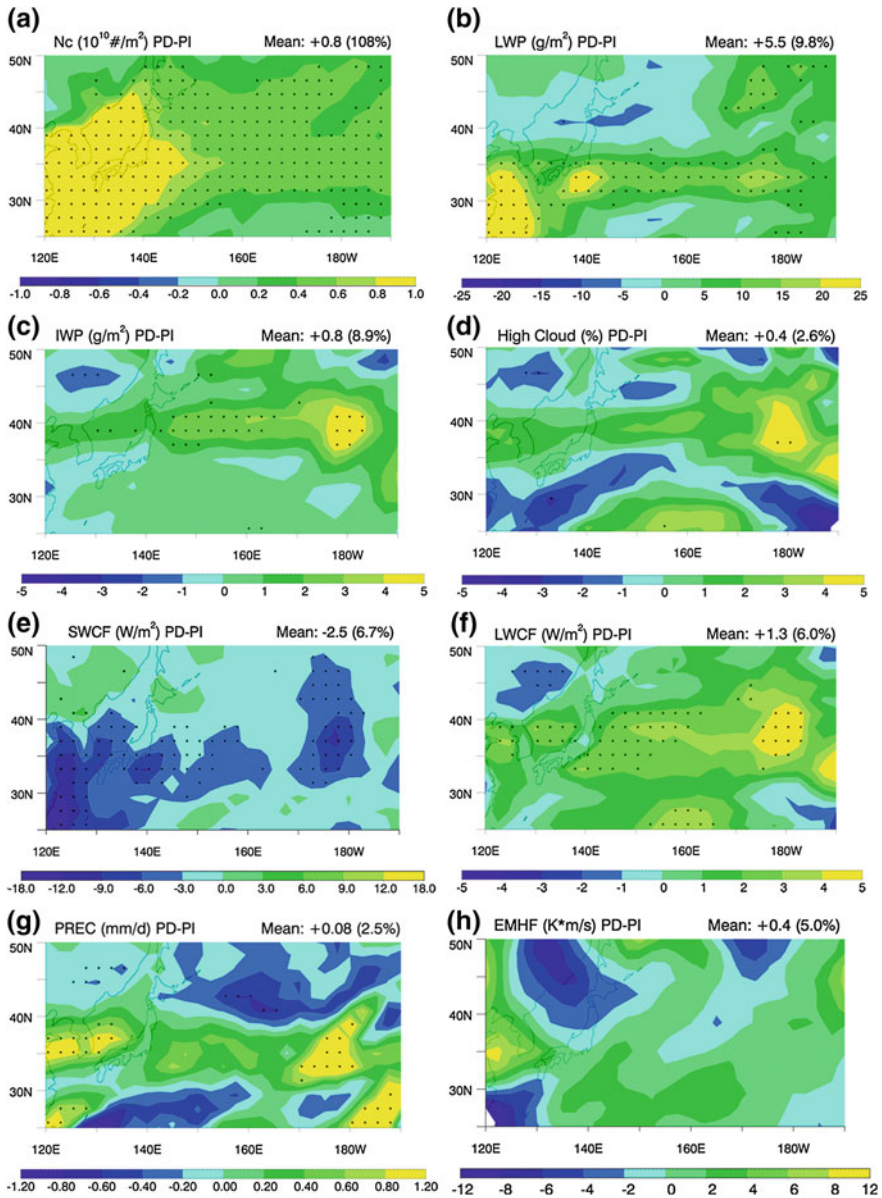 (a)
Nc (10¹⁰#/m²) PD-PI Mean: +0.8 (108%)
50N
40N
30N
120E 140E 160E 180W
-1.0 -0.8 -0.6 -0.4 -0.2 0.0 0.2 0.4 0.6 0.8 1.0
(b)
LWP (g/m²) PD-PI Mean: +5.5 (9.8%)
50N
40N
30N
120E 140E 160E 180W
-25 -20 -15 -10 -5 0 5 10 15 20 25
(c)
IWP (g/m²) PD-PI Mean: +0.8 (8.9%)
50N
40N
30N
120E 140E 160E 180W
-5 -4 -3 -2 -1 0 1 2 3 4 5
(d)
High Cloud (%) PD-PI Mean: +0.4 (2.6%)
50N
40N
30N
120E 140E 160E 180W
-5 -4 -3 -2 -1 0 1 2 3 4 5
(e)
SWCF (W/m²) PD-PI Mean: -2.5 (6.7%)
50N
40N
30N
120E 140E 160E 180W
-18.0 -12.0 -9.0 -6.0 -3.0 0.0 3.0 6.0 9.0 12.0 18.0
(f)
LWCF (W/m²) PD-PI Mean: +1.3 (6.0%)
50N
40N
30N
120E 140E 160E 180W
-5 -4 -3 -2 -1 0 1 2 3 4 5
(g)
PREC (mm/d) PD-PI Mean: +0.08 (2.5%)
50N
40N
30N
120E 140E 160E 180W
-1.20 -0.80 -0.60 -0.40 -0.20 0.00 0.20 0.40 0.60 0.80 1.20
(h)
EMHF (K*m/s) PD-PI Mean: +0.4 (5.0%)
50N
40N
30N
120E 140E 160E 180W
-12 -8 -6 -4 -2 0 2 4 6 8 12